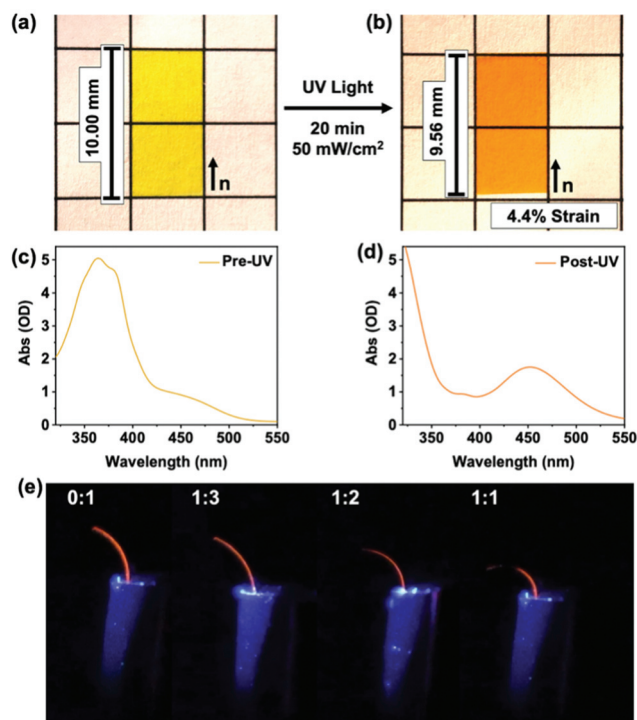 (a)
10.00 mm
n
UV Light
20 min
50 mW/cm²
(b)
9.56 mm
n
4.4% Strain
(c)
Pre-UV
Abs (OD)
5
4
3
2
1
0
350 400 450 500 550
Wavelength (nm)
(d)
Post-UV
Abs (OD)
5
4
3
2
1
0
350 400 450 500 550
Wavelength (nm)
(e)
0:1 1:3 1:2 1:1